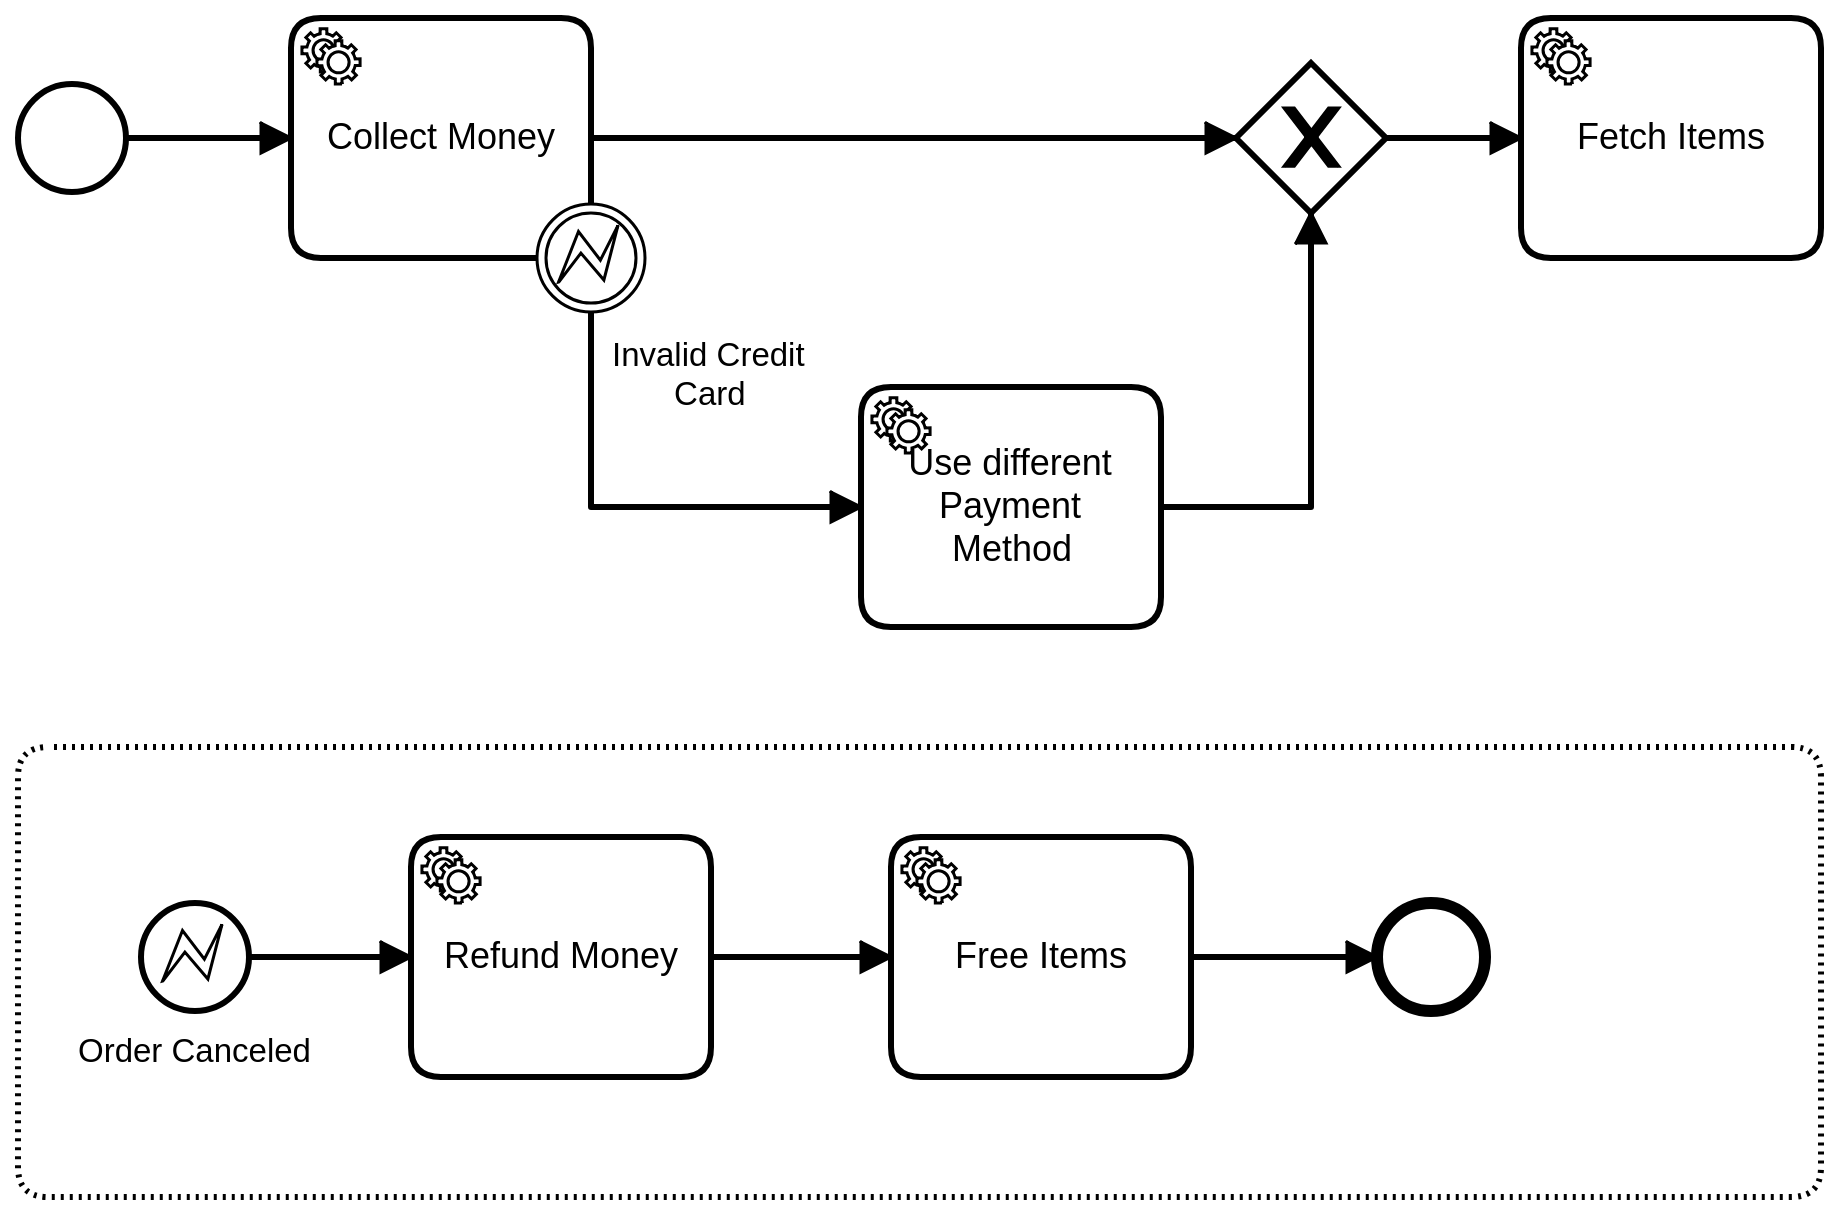 Collect Money
Fetch Items
Invalid Credit
Card
Use different
Payment
Method
Refund Money
Free Items
Order Canceled